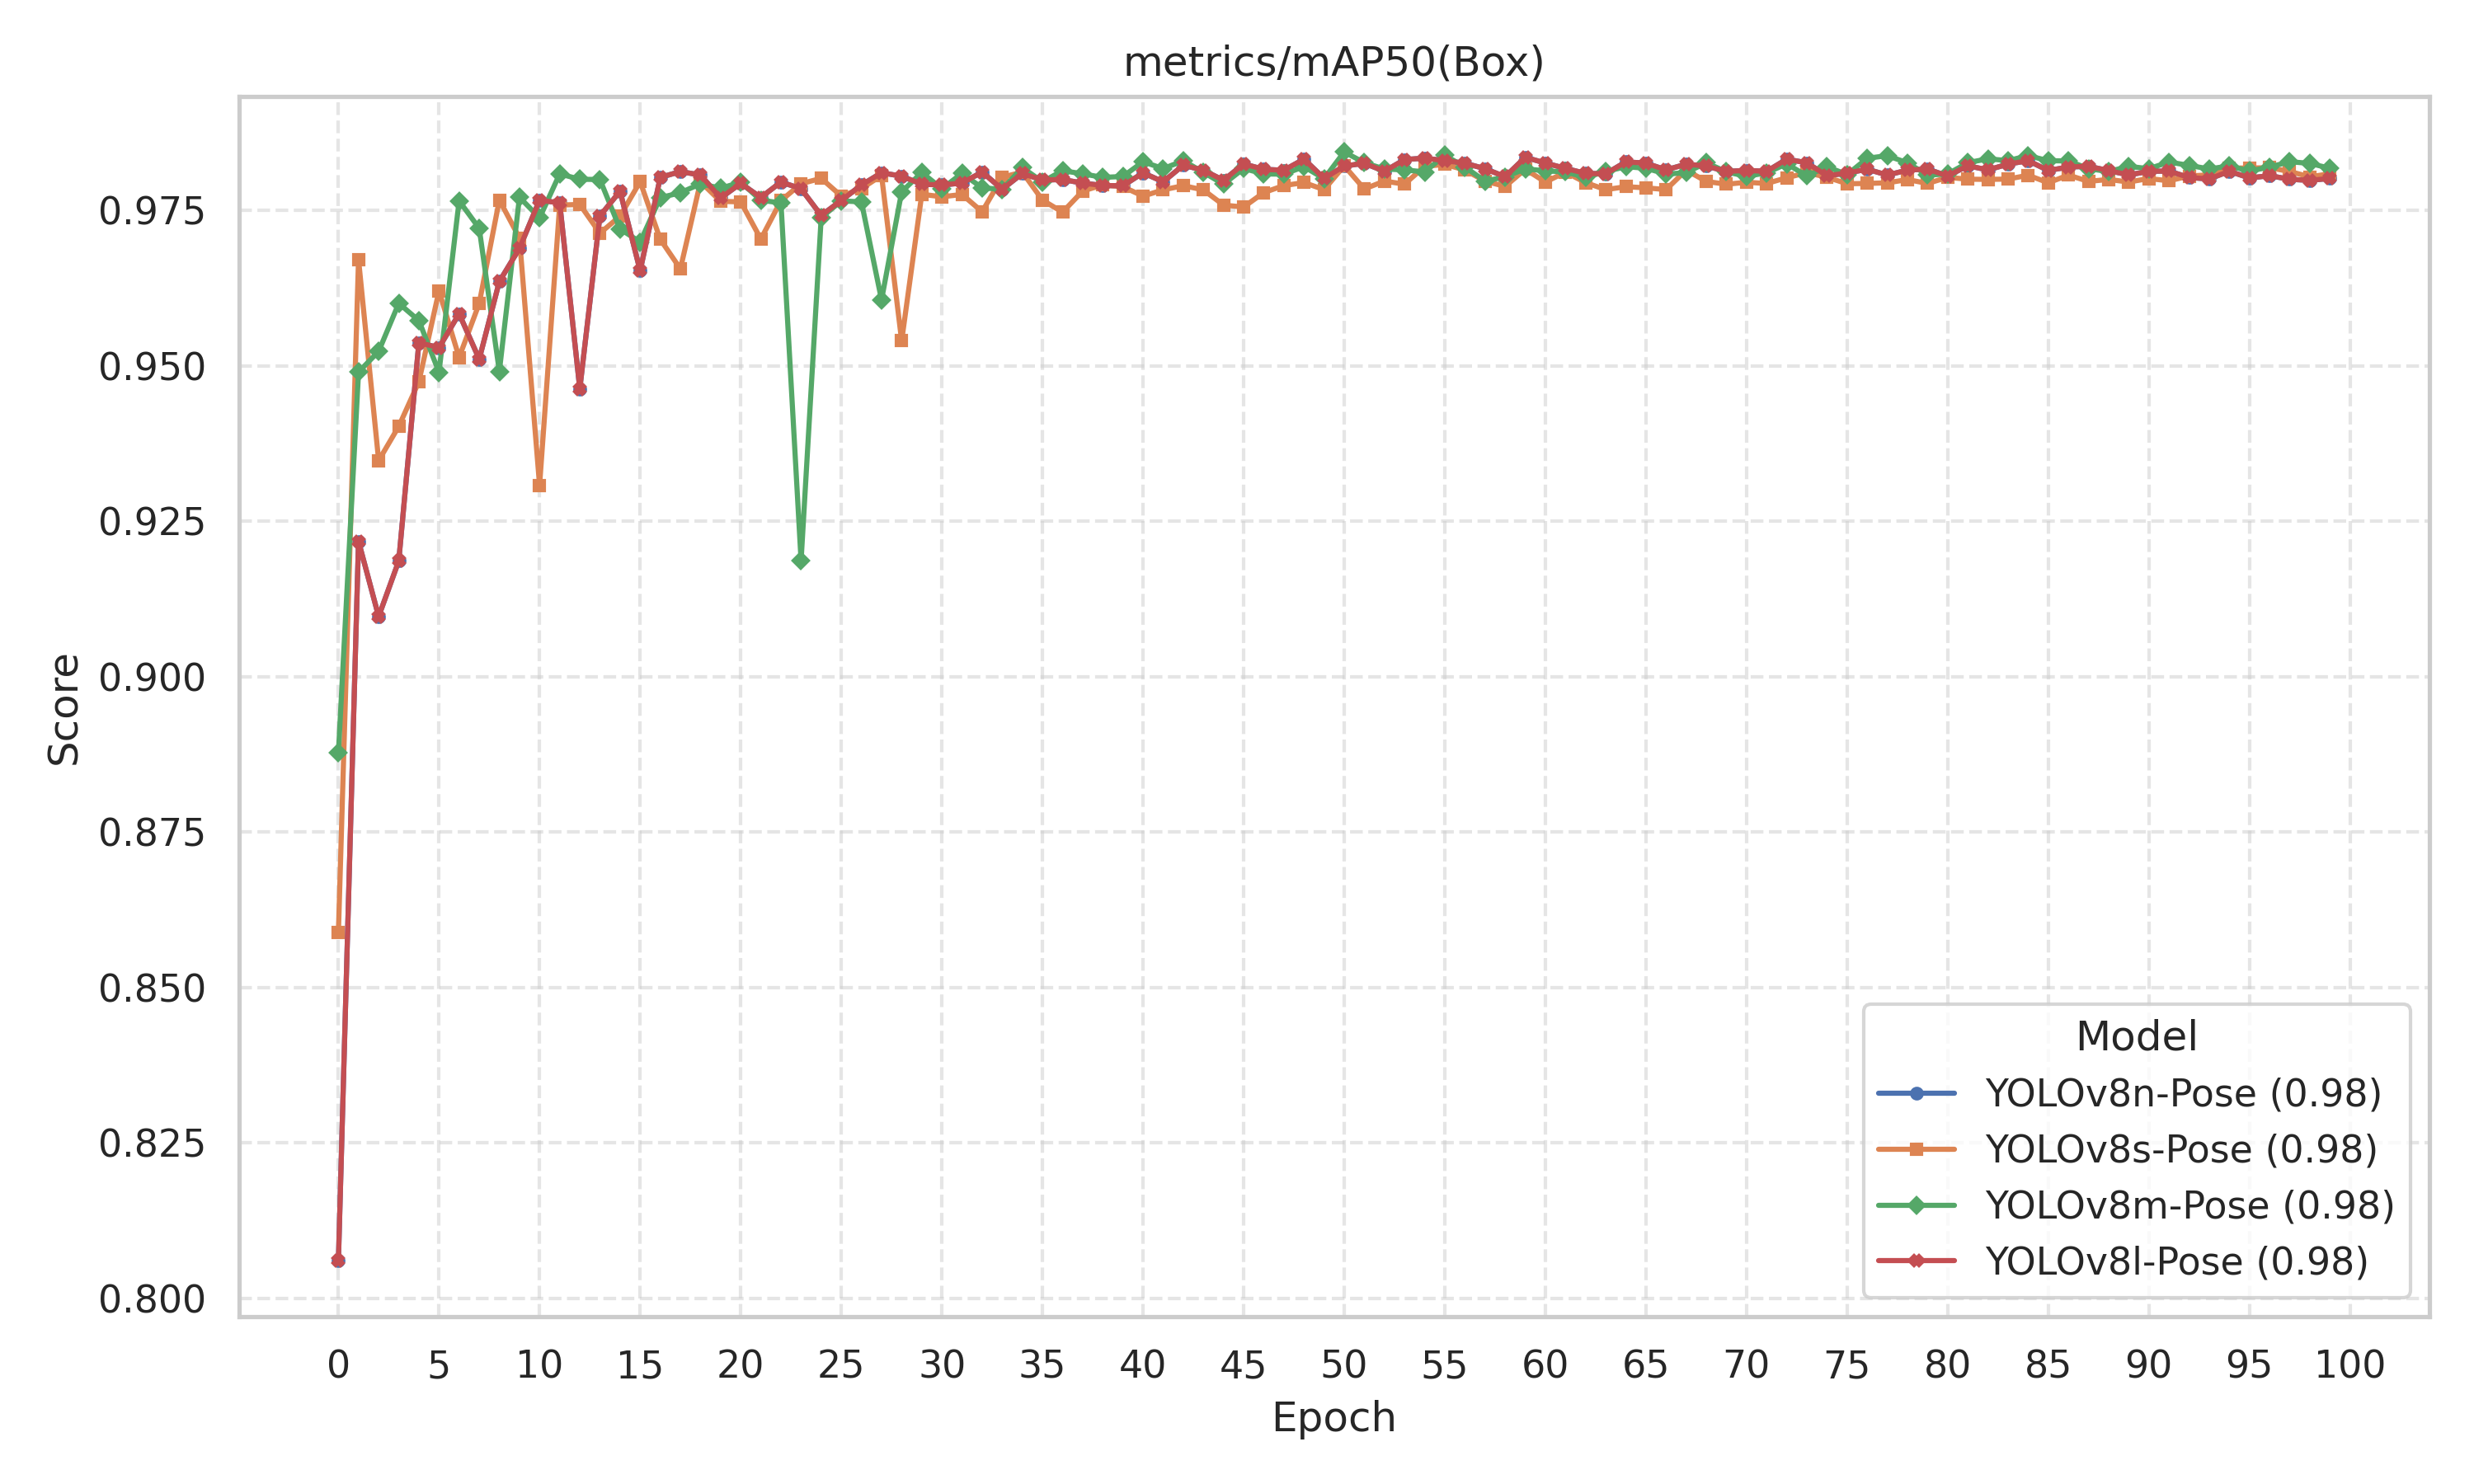 metrics/mAP50(Box)
0.975
0.950
0.925
0.900
0.875
0.850
0.825
0.800
Score
Model
YOLOv8n-Pose (0.98)
YOLOv8s-Pose (0.98)
YOLOv8m-Pose (0.98)
YOLOv8l-Pose (0.98)
0 5 10 15 20 25 30 35 40 45 50 55 60 65 70 75 80 85 90 95 100
Epoch